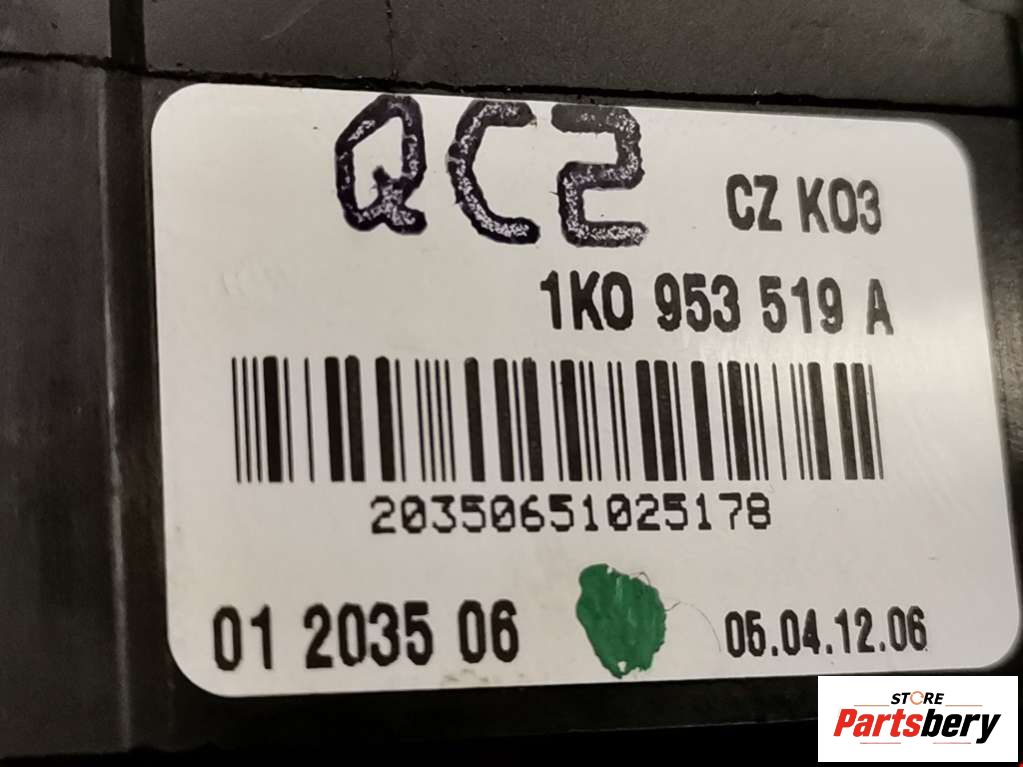 QC2
CZ K03
1K0 953 519 A
20350651025178
01 2035 06
05.04.12.06
STORE
Partsbery